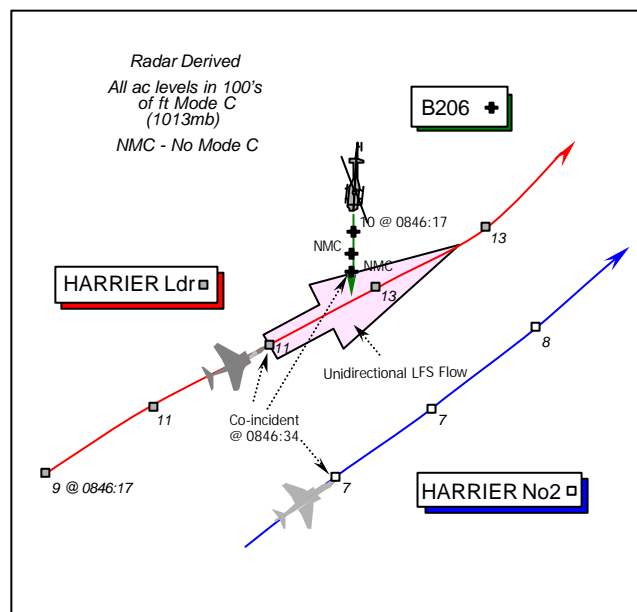 Radar Derived
All ac levels in 100's
of ft Mode C
(1013mb)
NMC - No Mode C
B206
10 @ 0846:17
NMC
NMC
13
HARRIER Ldr
13
11
Unidirectional LFS Flow
8
11
Co-incident
@ 0846:34
7
9 @ 0846:17
7
HARRIER No2